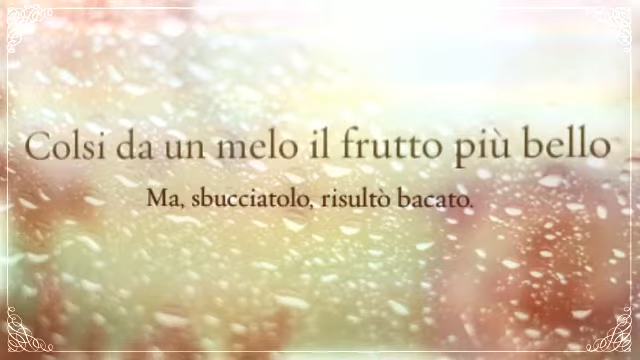 Colsi da un melo il frutto più bello
Ma, sbucciatolo, risultò bacato.